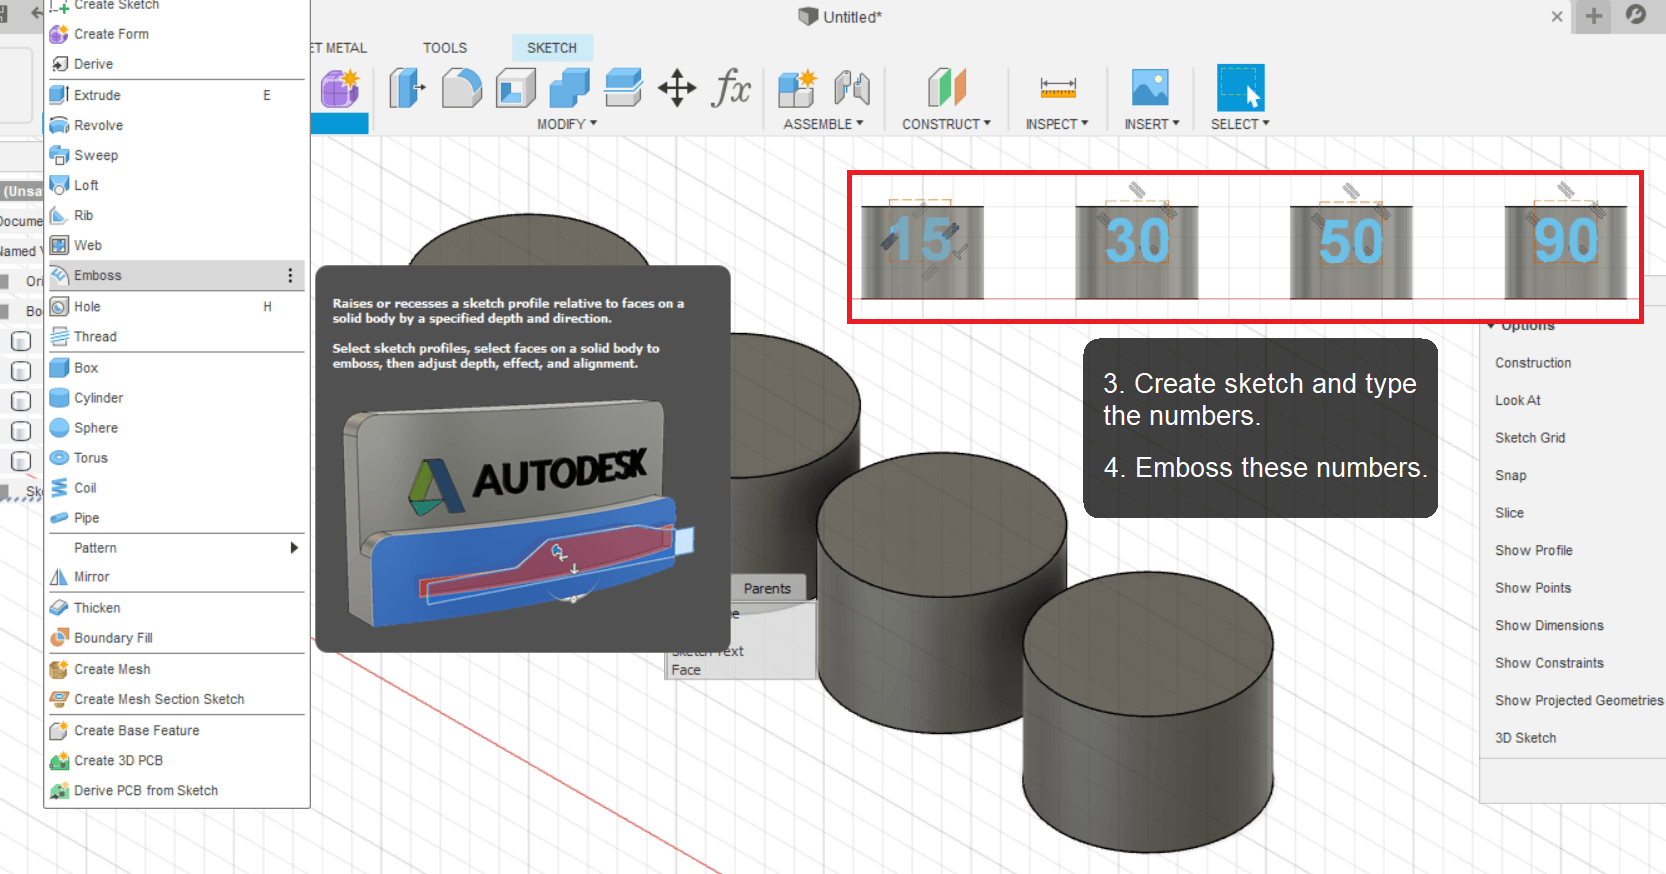 Untitled*
Create Sketch
Create Form
Derive
Extrude E
Revolve
Sweep
Loft
Rib
Web
Emboss
Hole H
Thread
Box
Cylinder
Sphere
Torus
Coil
Pipe
Pattern
Mirror
Thicken
Boundary Fill
Create Mesh
Create Mesh Section Sketch
Create Base Feature
Create 3D PCB
Derive PCB from Sketch
(Unsa
Docume
Named V
Ori
Bo
Sk
ET METAL
TOOLS
SKETCH
fx
MODIFY
ASSEMBLE
CONSTRUCT
INSPECT
INSERT
SELECT
Raises or recesses a sketch profile relative to faces on a
solid body by a specified depth and direction.
Select sketch profiles, select faces on a solid body to
emboss, then adjust depth, effect, and alignment.
AUTODESK
Parents
Sketch Text
Face
15 30 50 90
3. Create sketch and type
the numbers.
4. Emboss these numbers.
Options
Construction
Look At
Sketch Grid
Snap
Slice
Show Profile
Show Points
Show Dimensions
Show Constraints
Show Projected Geometries
3D Sketch